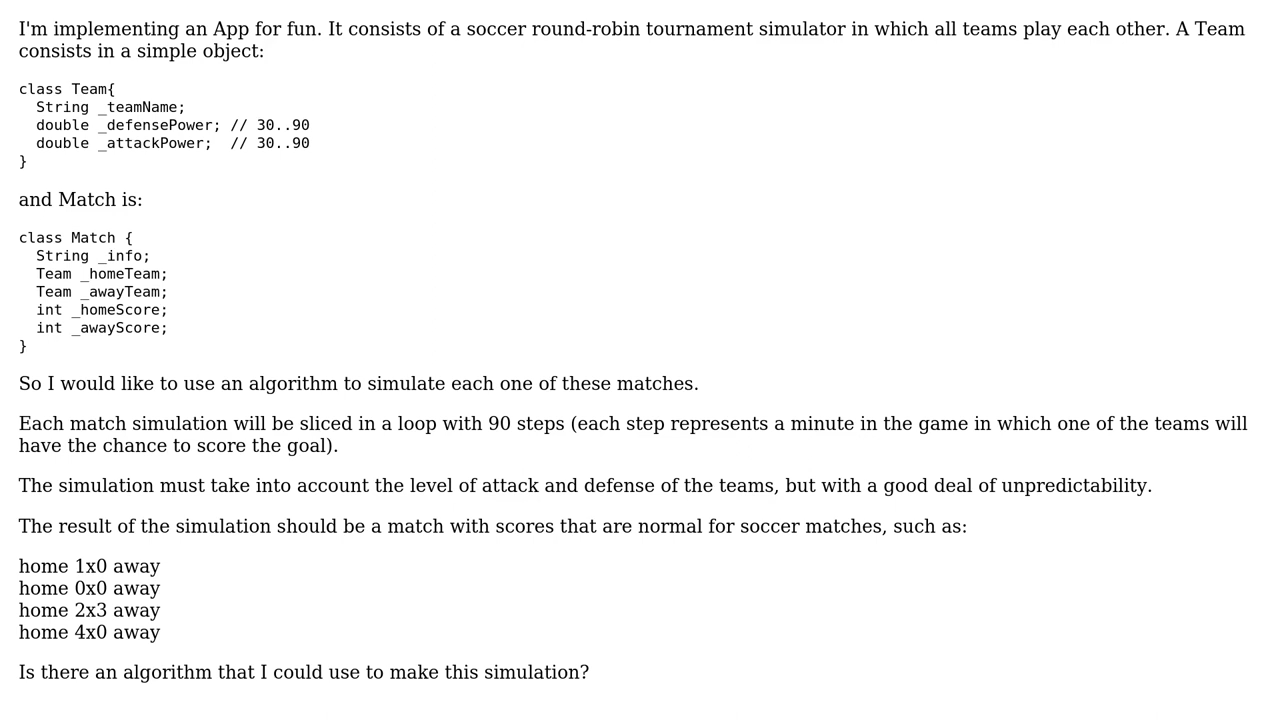 I'm implementing an App for fun. It consists of a soccer round-robin tournament simulator in which all teams play each other. A Team
consists in a simple object:
class Team{
  String _teamName;
  double _defensePower; // 30..90
  double _attackPower;  // 30..90
}
and Match is:
class Match {
  String _info;
  Team _homeTeam;
  Team _awayTeam;
  int _homeScore;
  int _awayScore;
}
So I would like to use an algorithm to simulate each one of these matches.
Each match simulation will be sliced in a loop with 90 steps (each step represents a minute in the game in which one of the teams will
have the chance to score the goal).
The simulation must take into account the level of attack and defense of the teams, but with a good deal of unpredictability.
The result of the simulation should be a match with scores that are normal for soccer matches, such as:
home 1x0 away
home 0x0 away
home 2x3 away
home 4x0 away
Is there an algorithm that I could use to make this simulation?